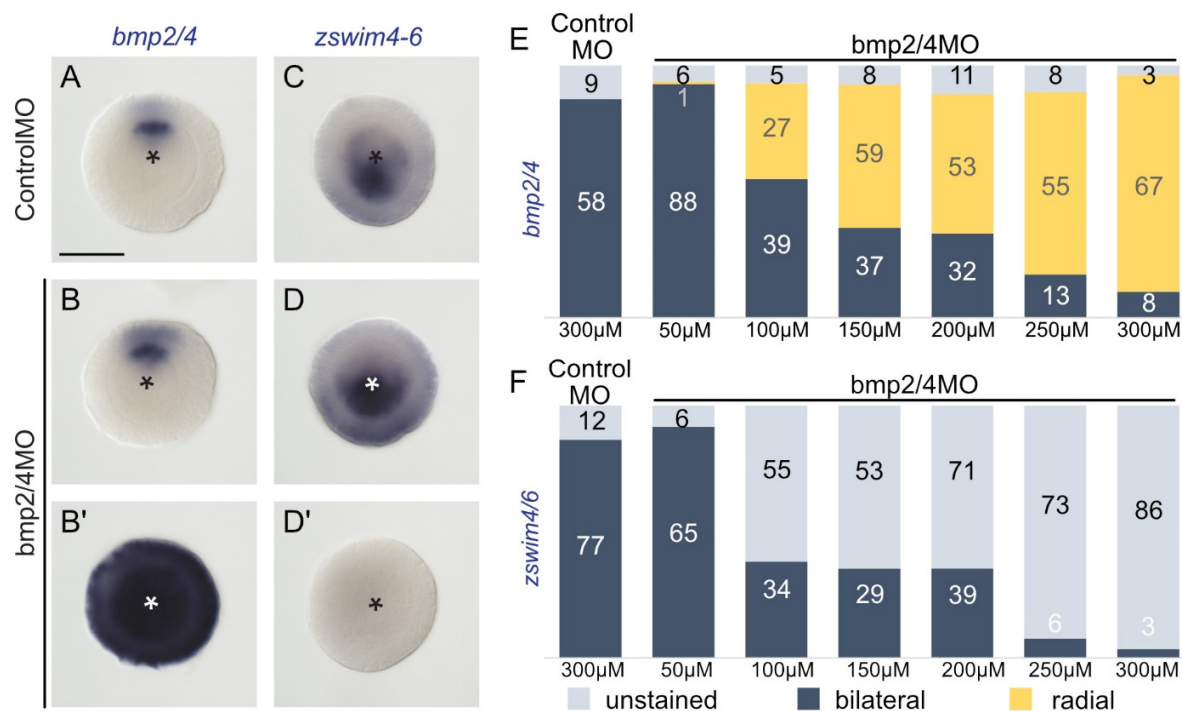 bmp2/4
zswim4-6
ControlMO
A
*
C
*
bmp2/4MO
B
*
D
*
B'
*
D'
*
E
Control
MO
bmp2/4MO
bmp2/4
9
6
5
8
11
8
3
1
27
59
53
55
67
58
88
39
37
32
13
8
300µM
50µM
100µM
150µM
200µM
250µM
300µM
F
Control
MO
bmp2/4MO
zswim4/6
12
6
55
53
71
73
86
77
65
34
29
39
6
3
300µM
50µM
100µM
150µM
200µM
250µM
300µM
unstained
bilateral
radial